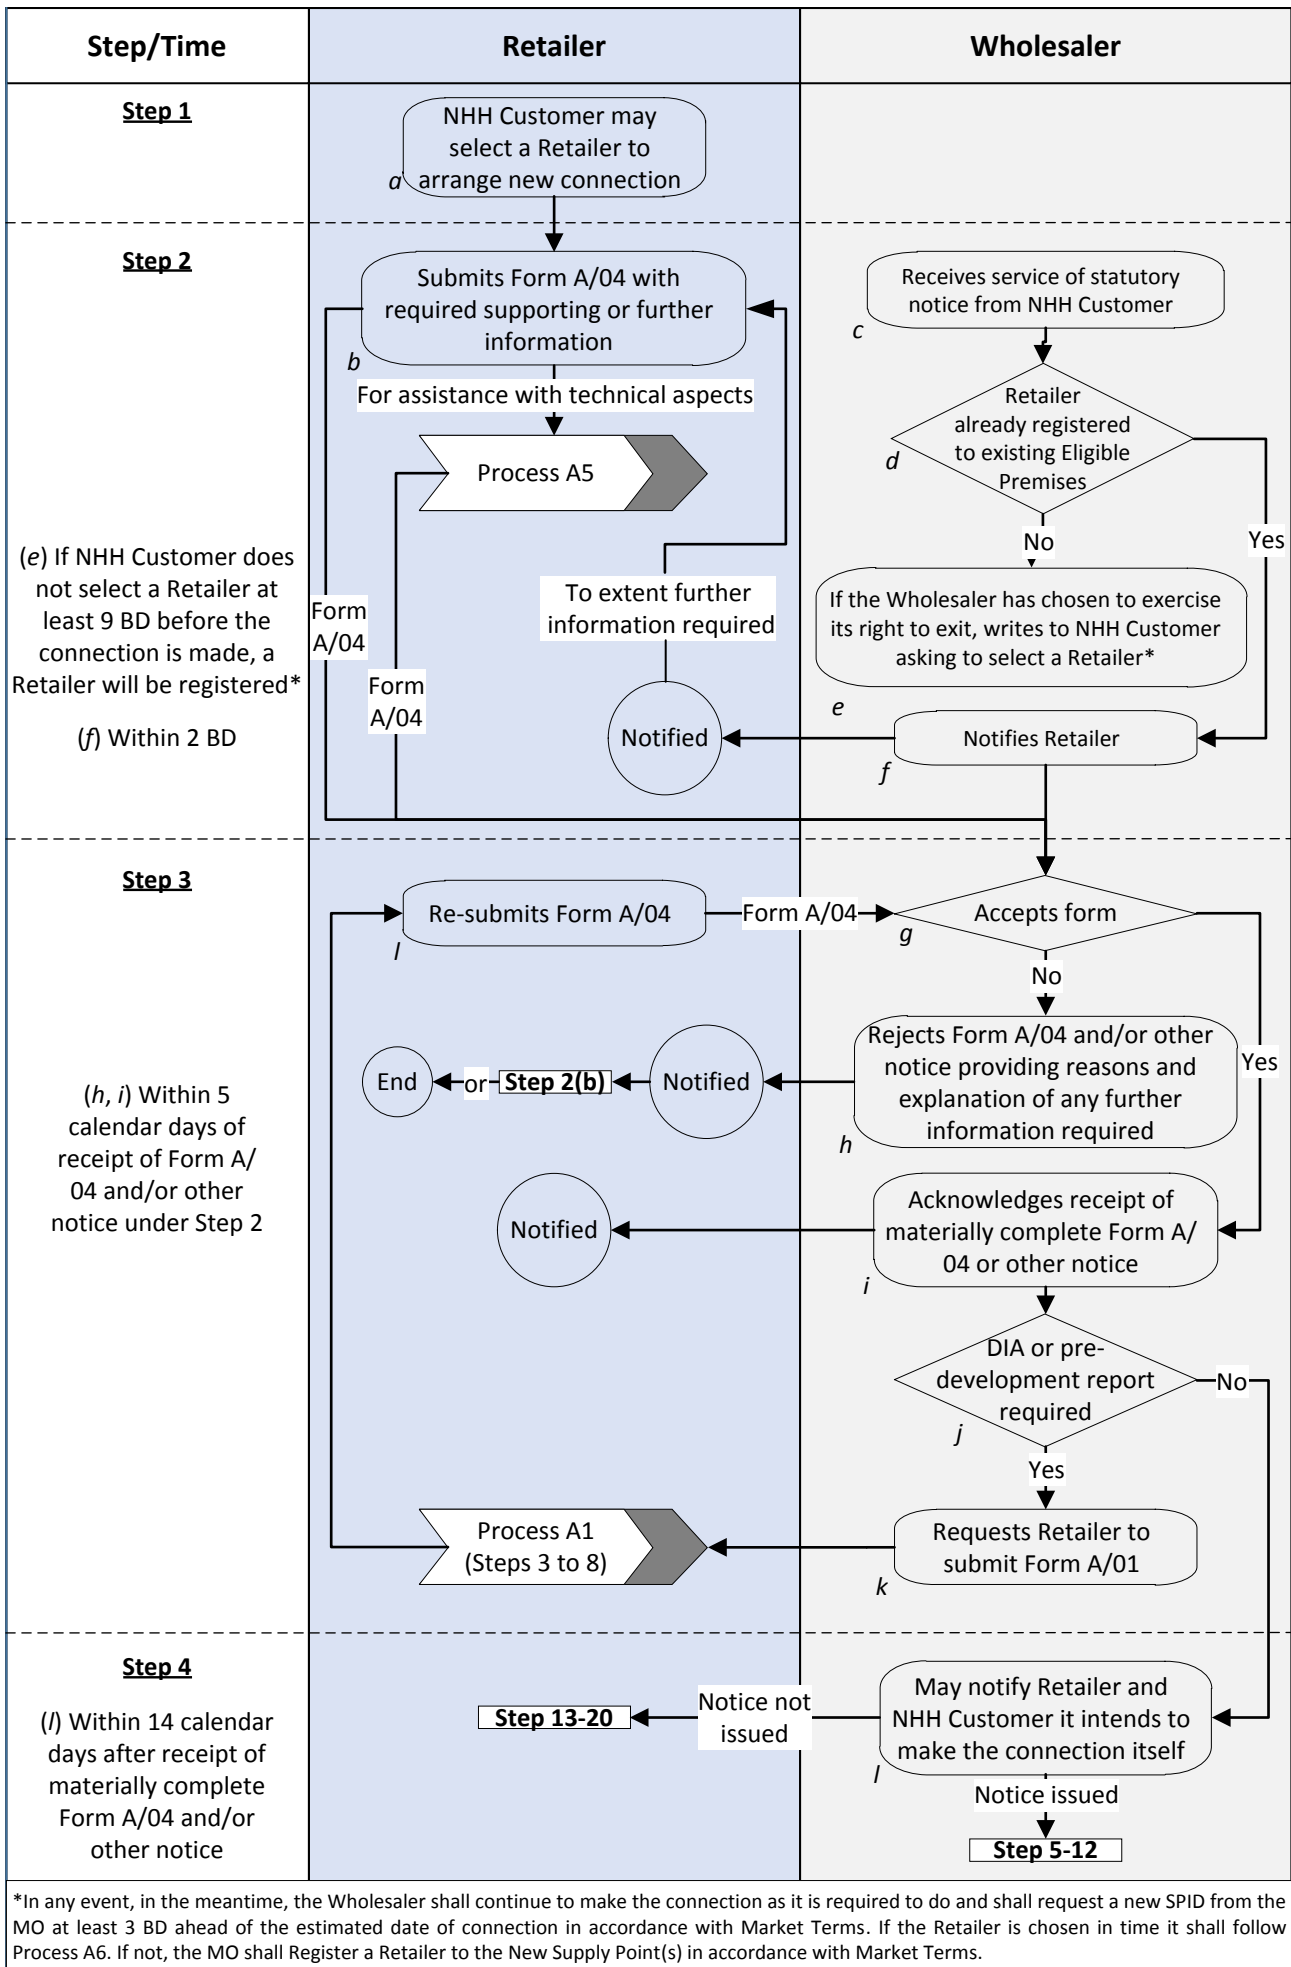 Step/Time
Retailer
Wholesaler
Step 1
NHH Customer may
select a Retailer to
arrange new connection
a
Step 2
Submits Form A/04 with
required supporting or further
information
b
For assistance with technical aspects
Process A5
Receives service of statutory
notice from NHH Customer
c
Retailer
already registered
to existing Eligible
Premises
d
No
Yes
(e) If NHH Customer does
not select a Retailer at
least 9 BD before the
connection is made, a
Retailer will be registered*
(f) Within 2 BD
Form
A/04
Form
A/04
To extent further
information required
Notified
If the Wholesaler has chosen to exercise
its right to exit, writes to NHH Customer
asking to select a Retailer*
e
Notifies Retailer
f
Step 3
Re-submits Form A/04
l
Form A/04
Accepts form
g
No
Yes
(h, i) Within 5
calendar days of
receipt of Form A/
04 and/or other
notice under Step 2
End
or
Step 2(b)
Notified
Rejects Form A/04 and/or other
notice providing reasons and
explanation of any further
information required
h
Notified
Acknowledges receipt of
materially complete Form A/
04 or other notice
i
DIA or pre-
development report
required
j
No
Yes
Process A1
(Steps 3 to 8)
Requests Retailer to
submit Form A/01
k
Step 4
(l) Within 14 calendar
days after receipt of
materially complete
Form A/04 and/or
other notice
Step 13-20
Notice not
issued
May notify Retailer and
NHH Customer it intends to
make the connection itself
l
Notice issued
Step 5-12
*In any event, in the meantime, the Wholesaler shall continue to make the connection as it is required to do and shall request a new SPID from the
MO at least 3 BD ahead of the estimated date of connection in accordance with Market Terms. If the Retailer is chosen in time it shall follow
Process A6. If not, the MO shall Register a Retailer to the New Supply Point(s) in accordance with Market Terms.